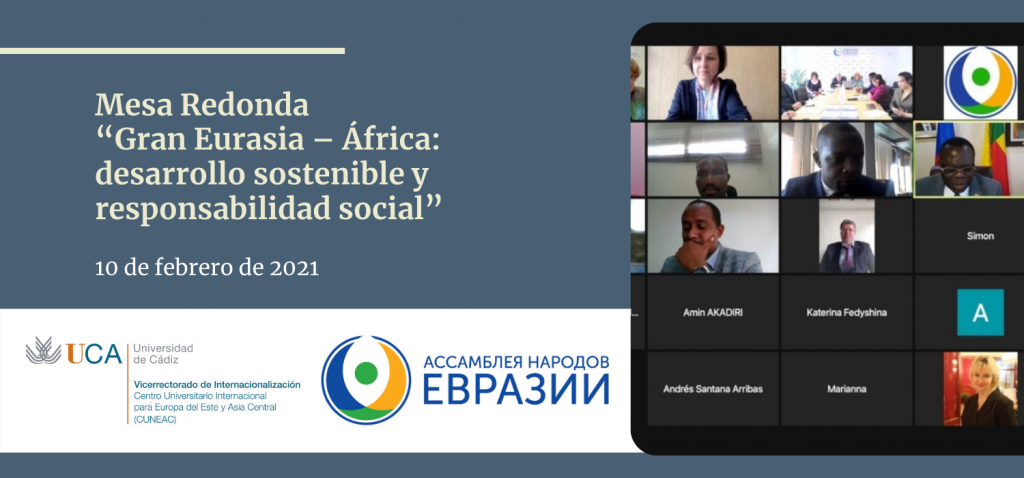 Mesa Redonda
“Gran Eurasia – África:
desarrollo sostenible y
responsabilidad social”
10 de febrero de 2021
UCA
Universidad
de Cádiz
Vicerrectorado de Internacionalización
Centro Universitario Internacional
para Europa del Este y Asia Central
(CUNEAC)
АССАМБЛЕЯ НАРОДОВ
ЕВРАЗИИ
Simon
Amin AKADIRI
Katerina Fedyshina
A
Andrés Santana Arribas
Marianna